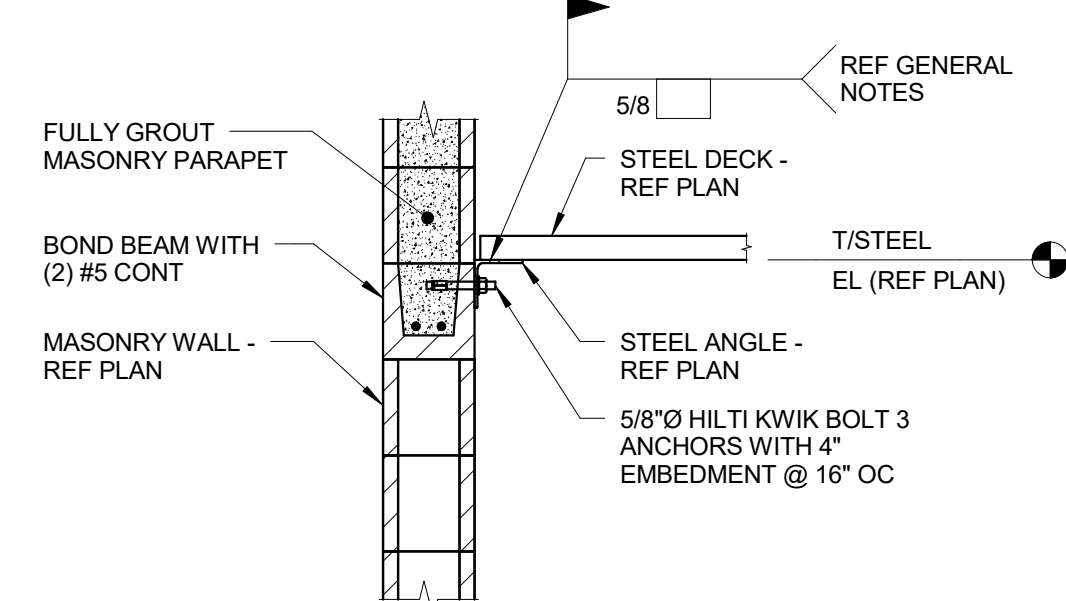 REF GENERAL
NOTES
5/8
FULLY GROUT
MASONRY PARAPET
STEEL DECK -
REF PLAN
BOND BEAM WITH
(2) #5 CONT
T/STEEL
EL (REF PLAN)
MASONRY WALL -
REF PLAN
STEEL ANGLE -
REF PLAN
5/8"Ø HILTI KWIK BOLT 3
ANCHORS WITH 4"
EMBEDMENT @ 16" OC